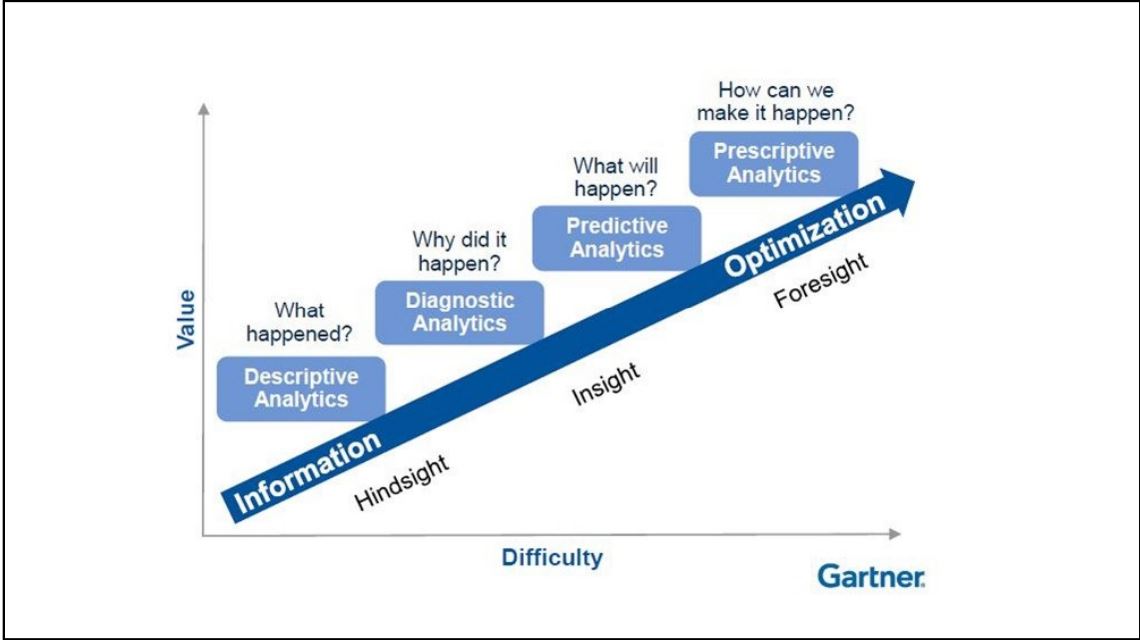 How can we
make it happen?
Prescriptive
Analytics
What will
happen?
Predictive
Analytics
Why did it
happen?
Diagnostic
Analytics
What
happened?
Descriptive
Analytics
Value
Information
Optimization
Hindsight
Insight
Foresight
Difficulty
Gartner.